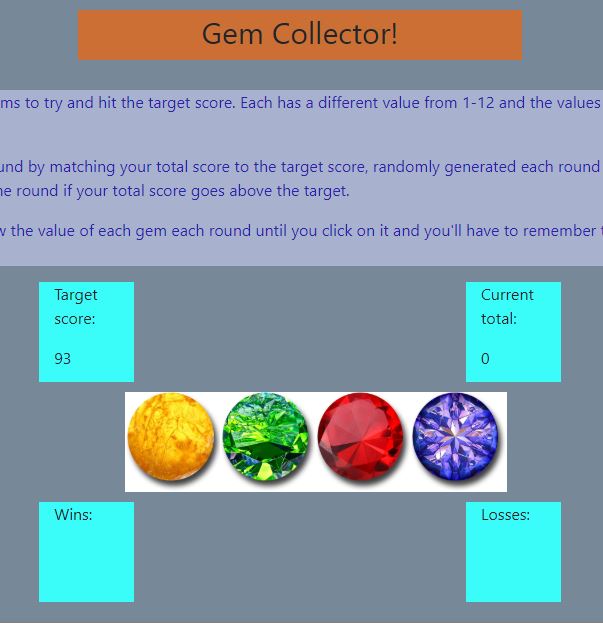 Gem Collector!
ms to try and hit the target score. Each has a different value from 1-12 and the values
und by matching your total score to the target score, randomly generated each round
ne round if your total score goes above the target.
w the value of each gem each round until you click on it and you'll have to remember t
Target
score:
93
Current
total:
0
Wins:
Losses: